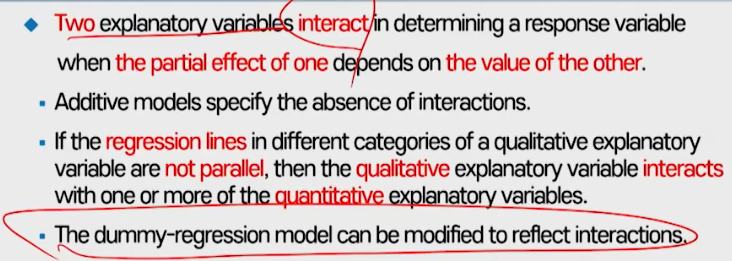 ◆ Two explanatory variables interact in determining a response variable
when the partial effect of one depends on the value of the other.
▪ Additive models specify the absence of interactions.
▪ If the regression lines in different categories of a qualitative explanatory
variable are not parallel, then the qualitative explanatory variable interacts
with one or more of the quantitative explanatory variables.
▪ The dummy-regression model can be modified to reflect interactions.